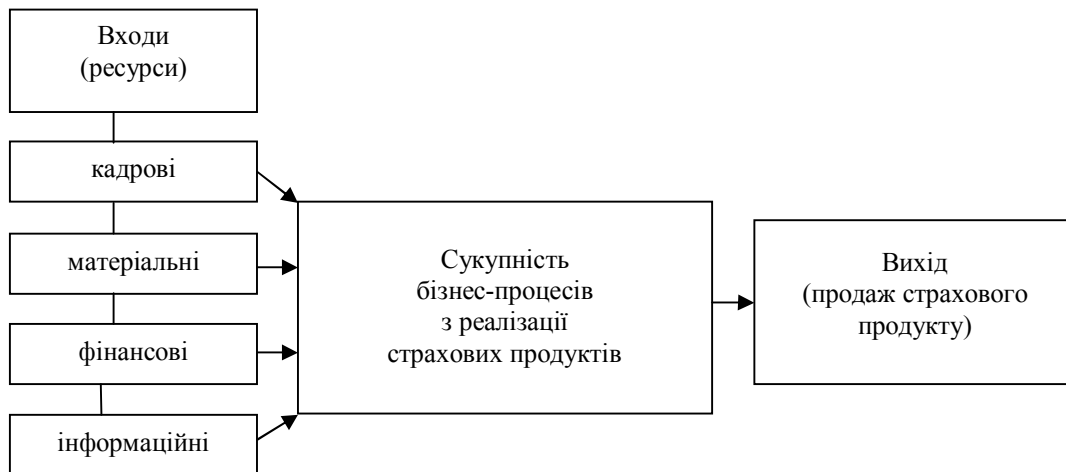 Входи
(ресурси)
кадрові
матеріальні
фінансові
інформаційні
Сукупність
бізнес-процесів
з реалізації
страхових продуктів
Вихід
(продаж страхового
продукту)